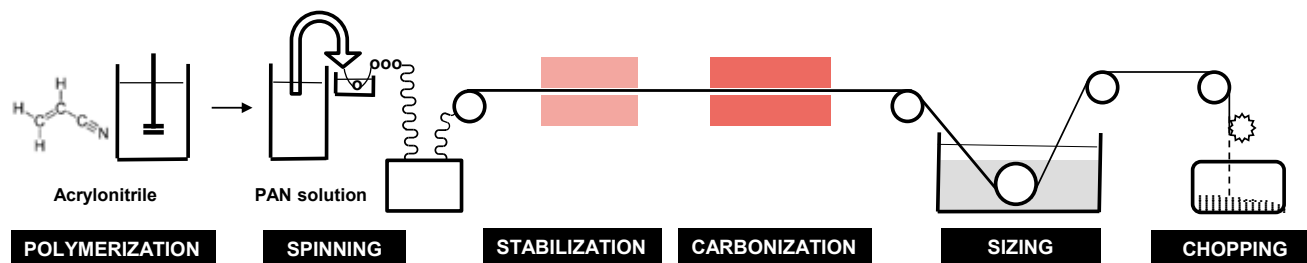 H
H
C
H
N
Acrylonitrile
PAN solution
POLYMERIZATION
SPINNING
STABILIZATION
CARBONIZATION
SIZING
CHOPPING